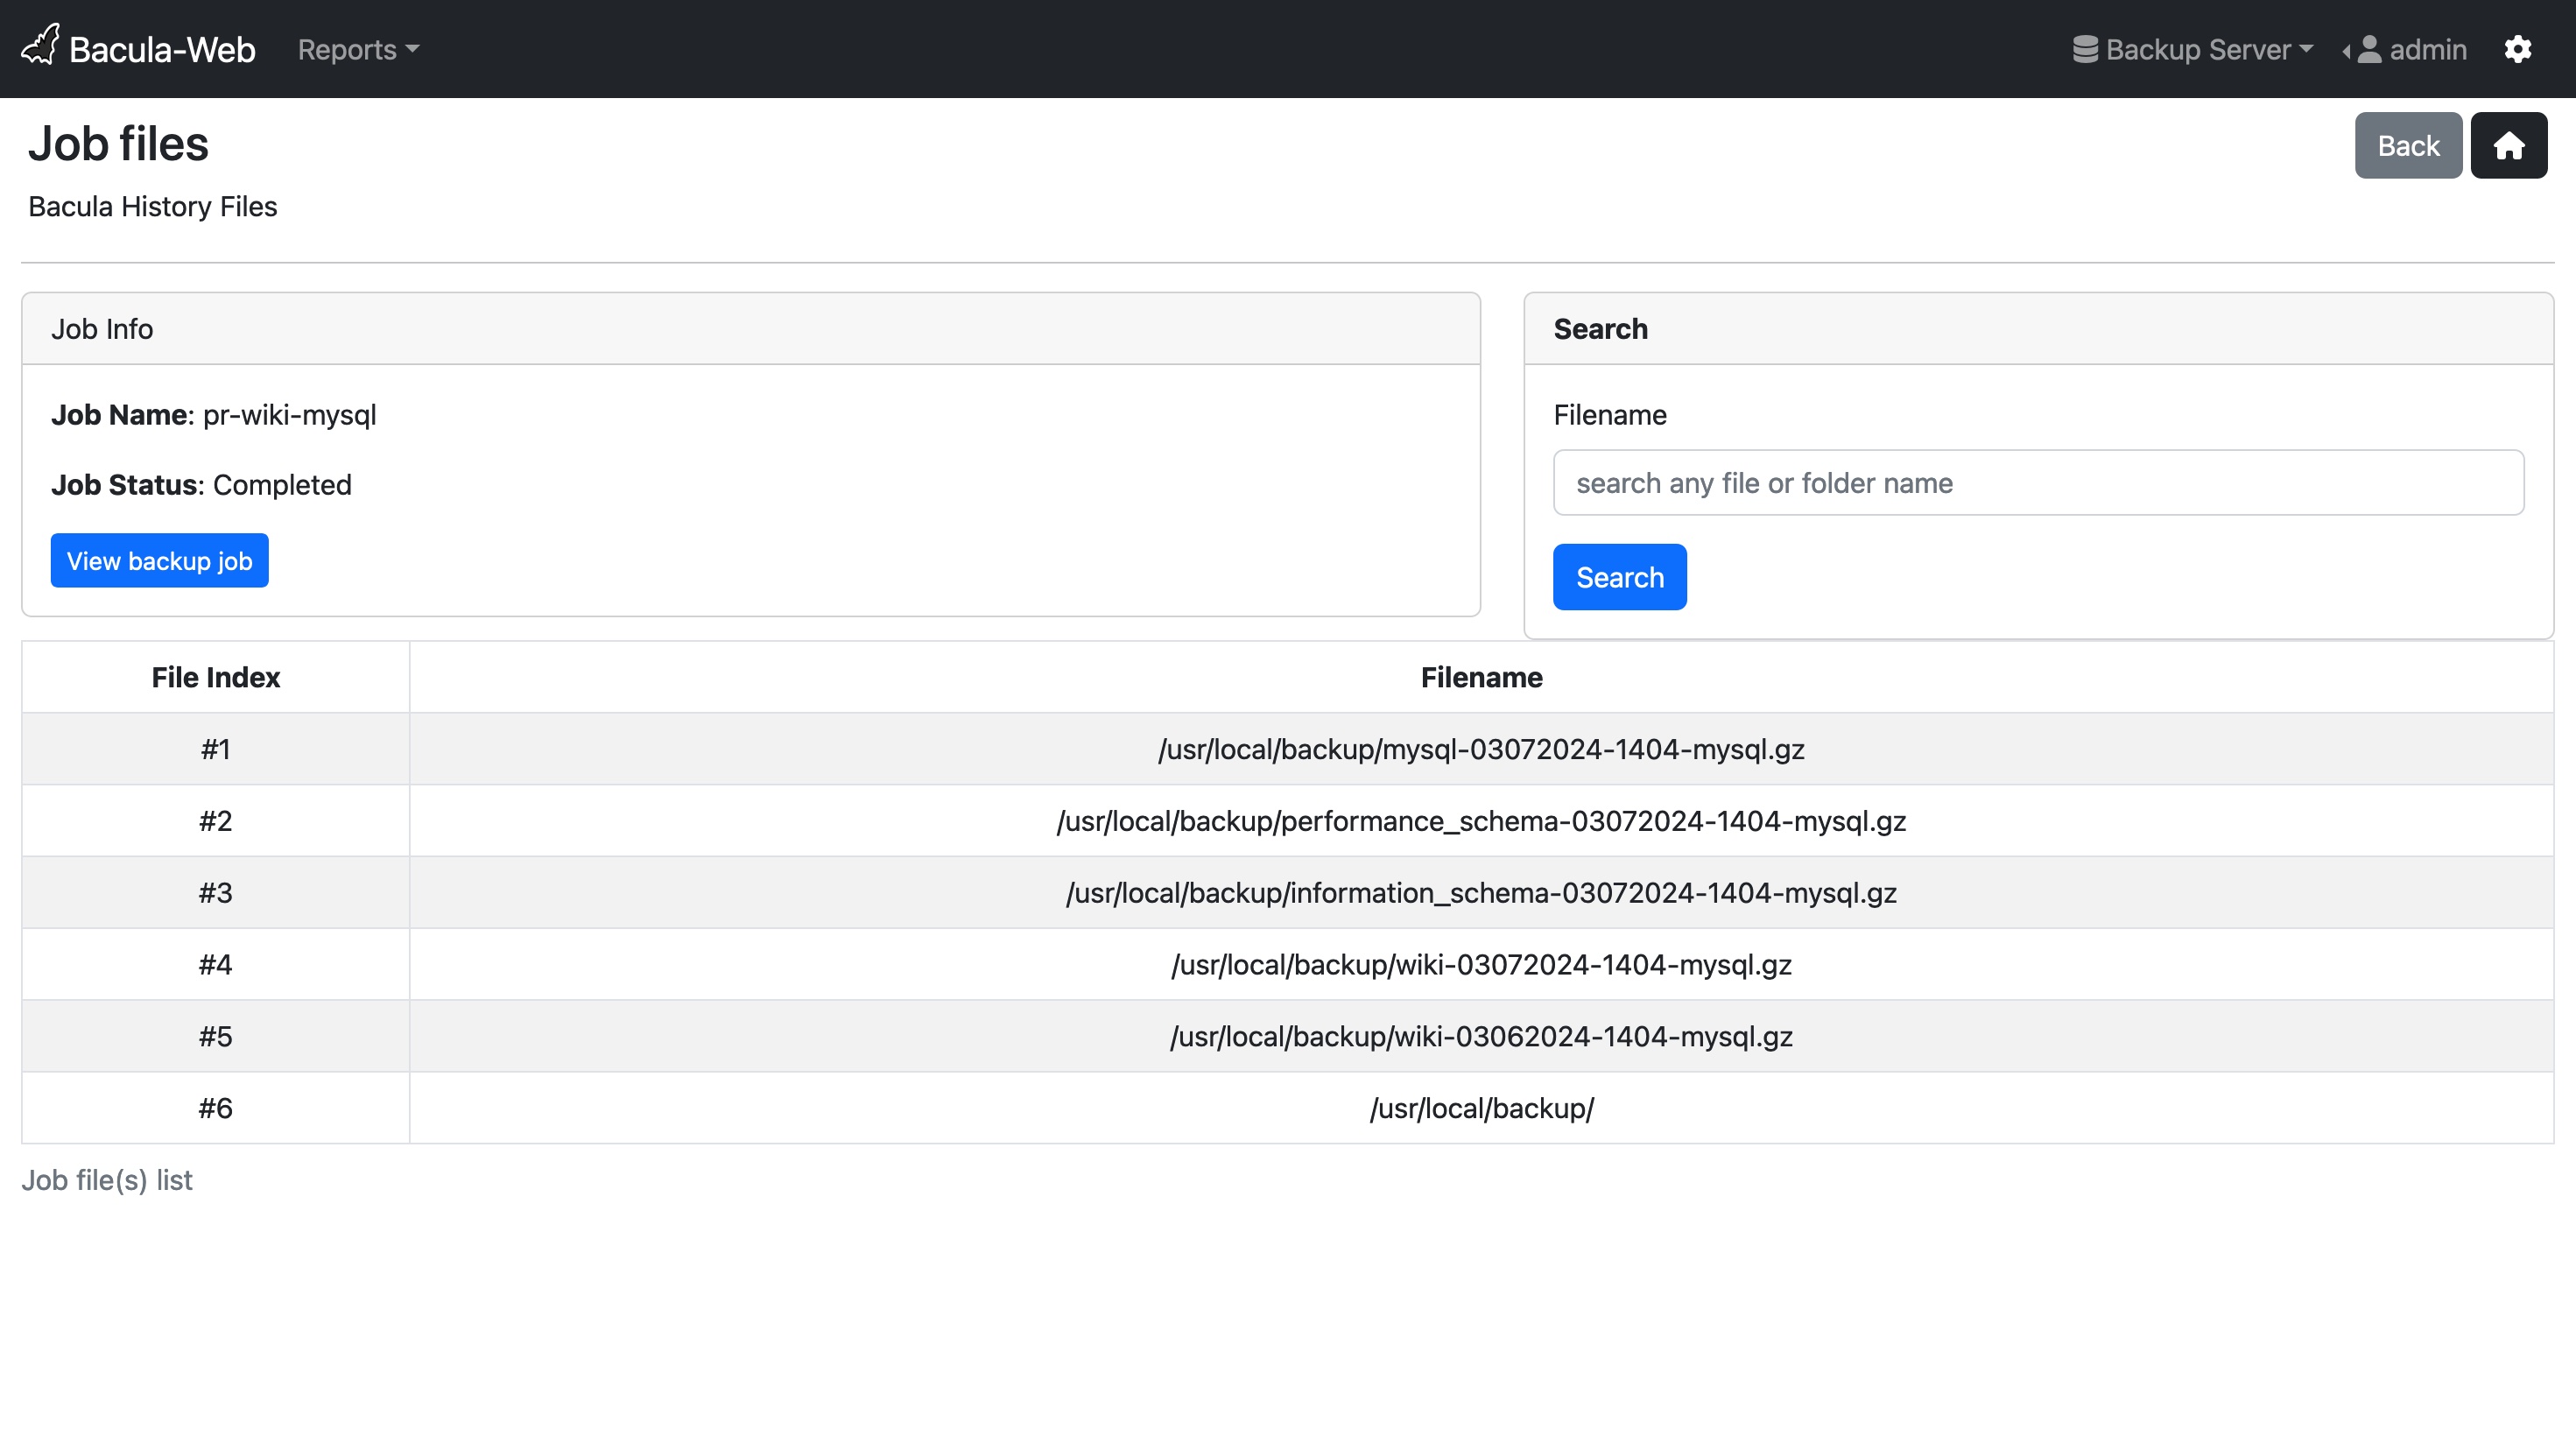 Bacula-Web Reports Backup Server admin
Job files
Back
Bacula History Files
Job Info
Job Name: pr-wiki-mysql
Job Status: Completed
View backup job
Search
Filename
search any file or folder name
Search
File Index Filename
#1 /usr/local/backup/mysql-03072024-1404-mysql.gz
#2 /usr/local/backup/performance_schema-03072024-1404-mysql.gz
#3 /usr/local/backup/information_schema-03072024-1404-mysql.gz
#4 /usr/local/backup/wiki-03072024-1404-mysql.gz
#5 /usr/local/backup/wiki-03062024-1404-mysql.gz
#6 /usr/local/backup/
Job file(s) list